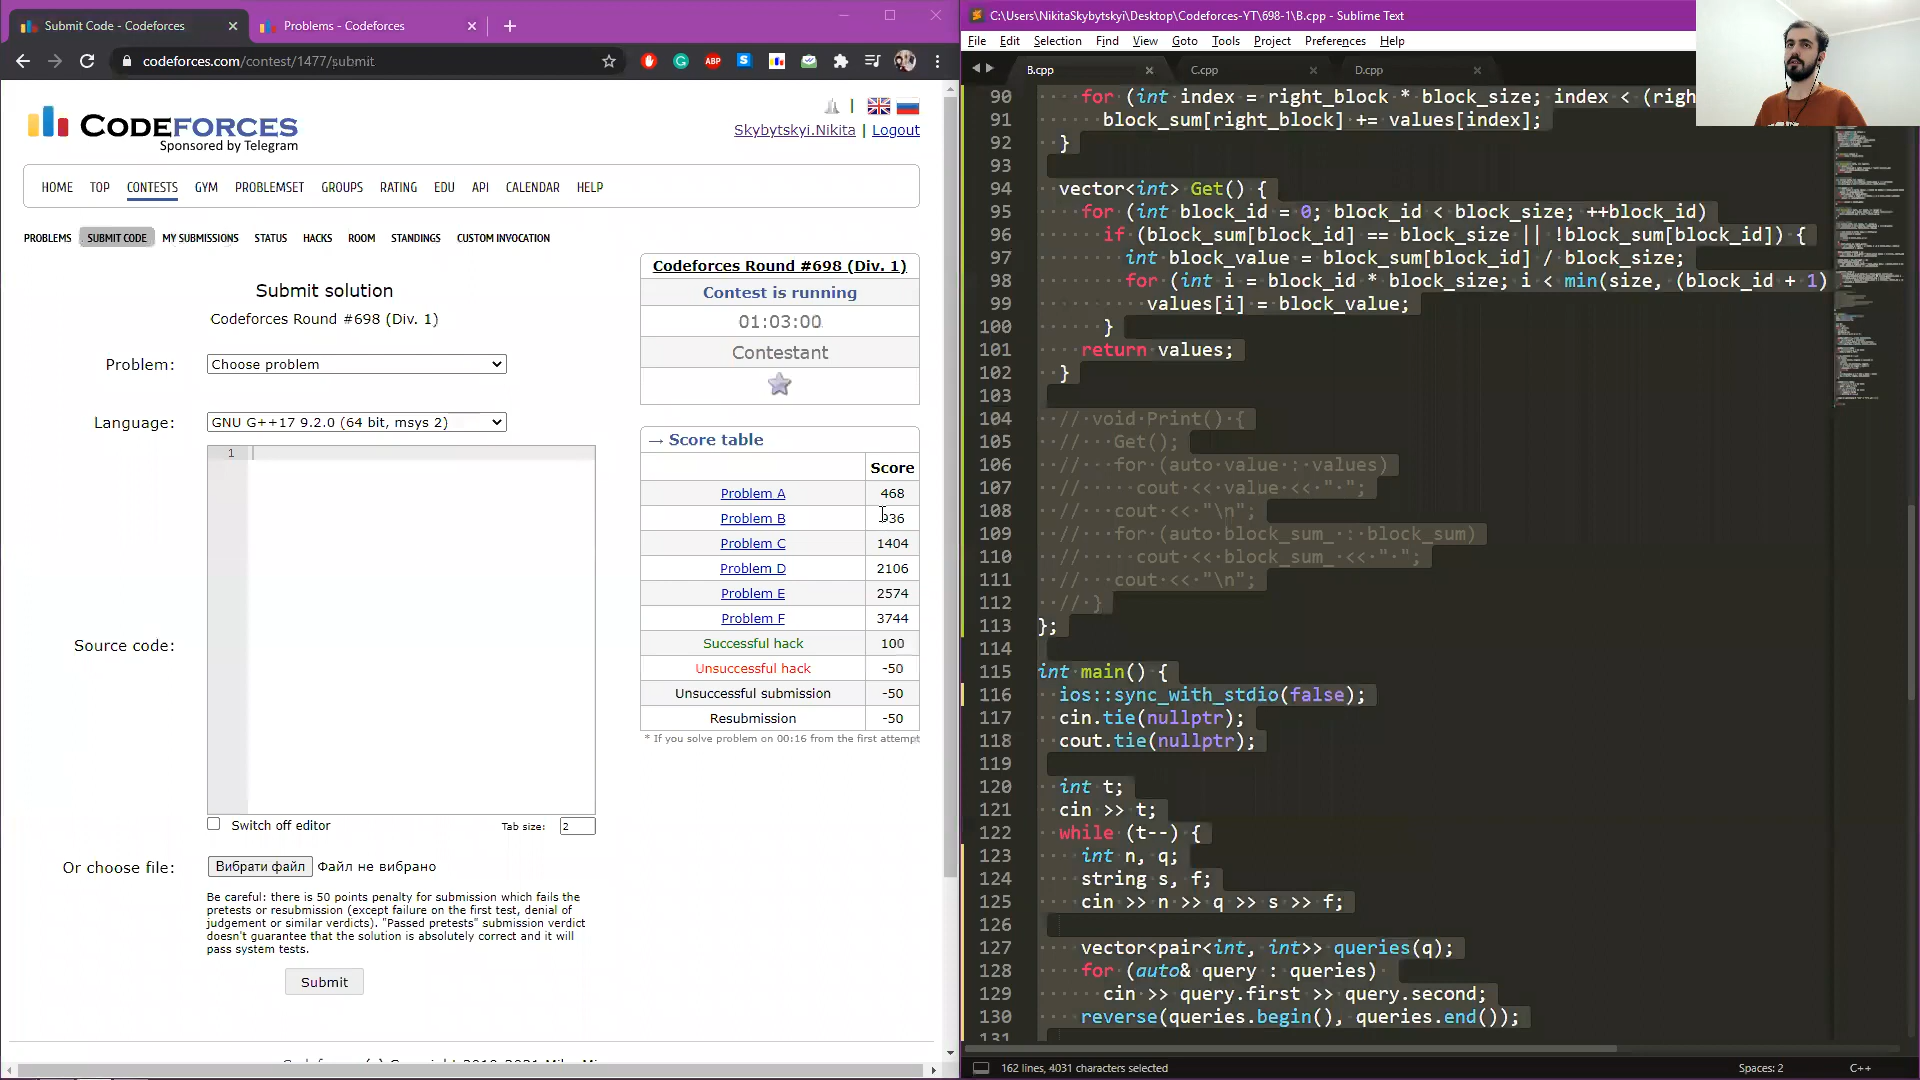 Submit Code - Codeforces
Problems - Codeforces
codeforces.com/contest/1477/submit
ABP
CODEFORCES
Sponsored by Telegram
Skybytskyi.Nikita | Logout
HOME TOP CONTESTS GYM PROBLEMSET GROUPS RATING EDU API CALENDAR HELP
PROBLEMS SUBMIT CODE MY SUBMISSIONS STATUS HACKS ROOM STANDINGS CUSTOM INVOCATION
Submit solution
Codeforces Round #698 (Div. 1)
Problem: Choose problem
Language: GNU G++17 9.2.0 (64 bit, msys 2)
Source code:
1
Switch off editor
Tab size: 2
Or choose file: Вибрати файл Файл не вибрано
Be careful: there is 50 points penalty for submission which fails the
pretests or resubmission (except failure on the first test, denial of
judgement or similar verdicts). "Passed pretests" submission verdict
doesn't guarantee that the solution is absolutely correct and it will
pass system tests.
Submit
Codeforces Round #698 (Div. 1)
Contest is running
01:03:00
Contestant
→ Score table
Score
Problem A 468
Problem B 936
Problem C 1404
Problem D 2106
Problem E 2574
Problem F 3744
Successful hack 100
Unsuccessful hack -50
Unsuccessful submission -50
Resubmission -50
* If you solve problem on 00:16 from the first attempt
C:\Users\NikitaSkybytskyi\Desktop\Codeforces-YT\698-1\B.cpp - Sublime Text
File Edit Selection Find View Goto Tools Project Preferences Help
B.cpp
C.cpp
D.cpp
90 for (int index = right_block * block_size; index < (righ
91 block_sum[right_block] += values[index];
92 }
93
94 vector<int> Get() {
95 for (int block_id = 0; block_id < block_size; ++block_id)
96 if (block_sum[block_id] == block_size || !block_sum[block_id]) {
97 int block_value = block_sum[block_id] / block_size;
98 for (int i = block_id * block_size; i < min(size, (block_id + 1)
99 values[i] = block_value;
100 }
101 return values;
102 }
103
104 // void Print() {
105 // Get();
106 // for (auto value : values)
107 // cout << value << " ";
108 // cout << "\n";
109 // for (auto block_sum_ : block_sum)
110 // cout << block_sum_ << " ";
111 // cout << "\n";
112 // }
113 };
114
115 int main() {
116 ios::sync_with_stdio(false);
117 cin.tie(nullptr);
118 cout.tie(nullptr);
119
120 int t;
121 cin >> t;
122 while (t--) {
123 int n, q;
124 string s, f;
125 cin >> n >> q >> s >> f;
126
127 vector<pair<int, int>> queries(q);
128 for (auto& query : queries)
129 cin >> query.first >> query.second;
130 reverse(queries.begin(), queries.end());
131
162 lines, 4031 characters selected
Spaces: 2
C++